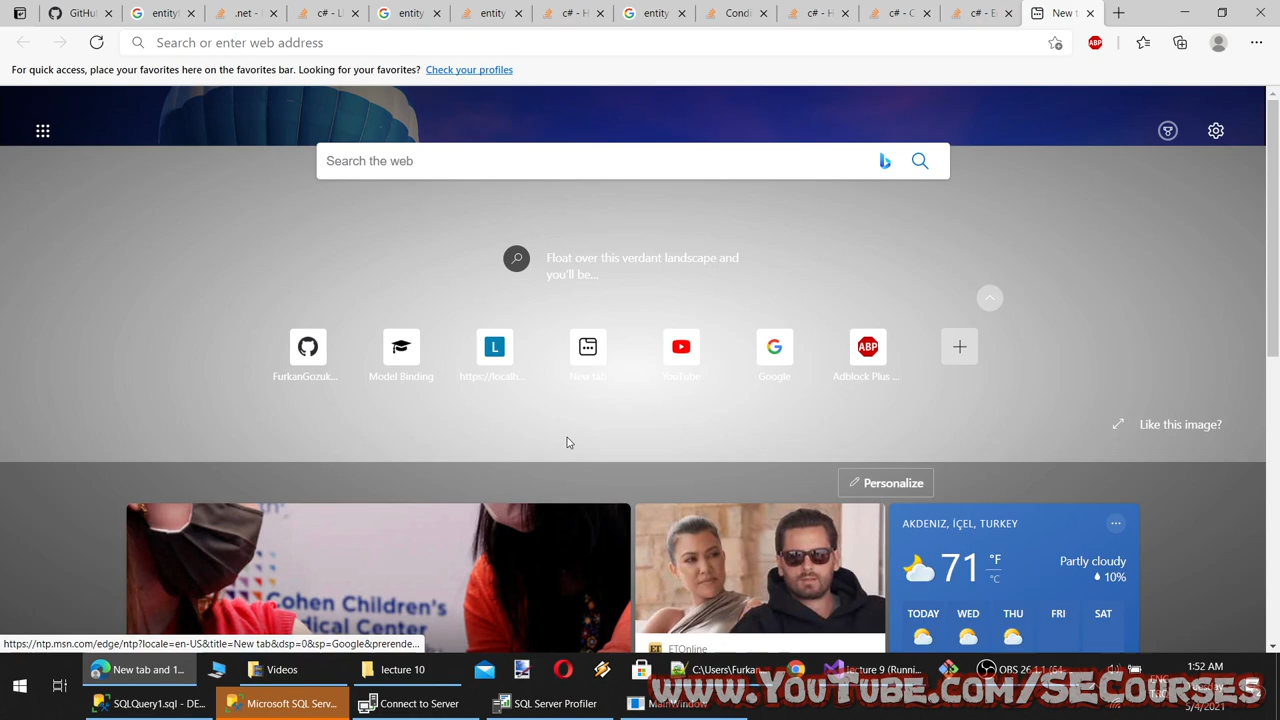 GitHub
entity
.net -
c# - LI
entity
entity
c# - H
entity
Condi
c# - H
c# - C
c# - E
New t
Search or enter web address
ABP
For quick access, place your favorites here on the favorites bar. Looking for your favorites? Check your profiles
Search the web
Float over this verdant landscape and
you'll be...
L
ABP
FurkanGozuk...
Model Binding
https://localh...
New tab
YouTube
Google
Adblock Plus ...
Like this image?
Personalize
Cohen Children's
Medical Center
ET ETOnline
AKDENIZ, İÇEL, TURKEY
71 °F
°C
Partly cloudy
10%
TODAY WED THU FRI SAT
https://ntp.msn.com/edge/ntp?locale=en-US&title=New tab&dsp=0&sp=Google&prerende...
New tab and 1...
Videos
lecture 10
C:\Users\Furkan...
lecture 9 (Runni...
OBS 26.1.1 (64...
1:52 AM
ENG
5/4/2021
SQLQuery1.sql - DE...
Microsoft SQL Serv...
Connect to Server
SQL Server Profiler
MainWindow
www.YouTube.com/SECourses